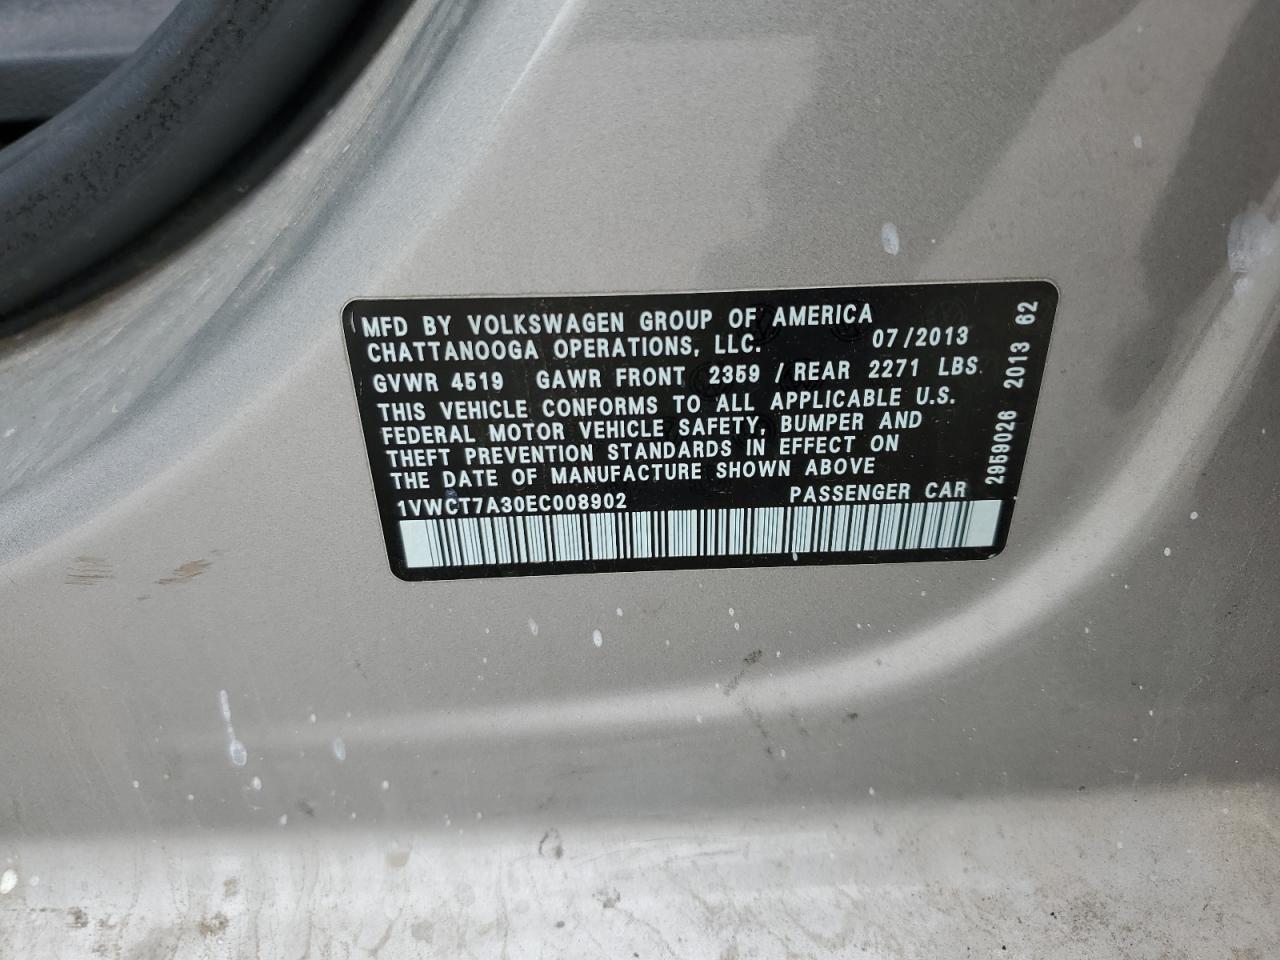 MFD BY VOLKSWAGEN GROUP OF AMERICA
CHATTANOOGA OPERATIONS, LLC. 07/2013
GVWR 4519 GAWR FRONT 2359 / REAR 2271 LBS.
THIS VEHICLE CONFORMS TO ALL APPLICABLE U.S.
FEDERAL MOTOR VEHICLE SAFETY, BUMPER AND
THEFT PREVENTION STANDARDS IN EFFECT ON
THE DATE OF MANUFACTURE SHOWN ABOVE
1VWCT7A30EC008902 PASSENGER CAR
2959026 2013 62